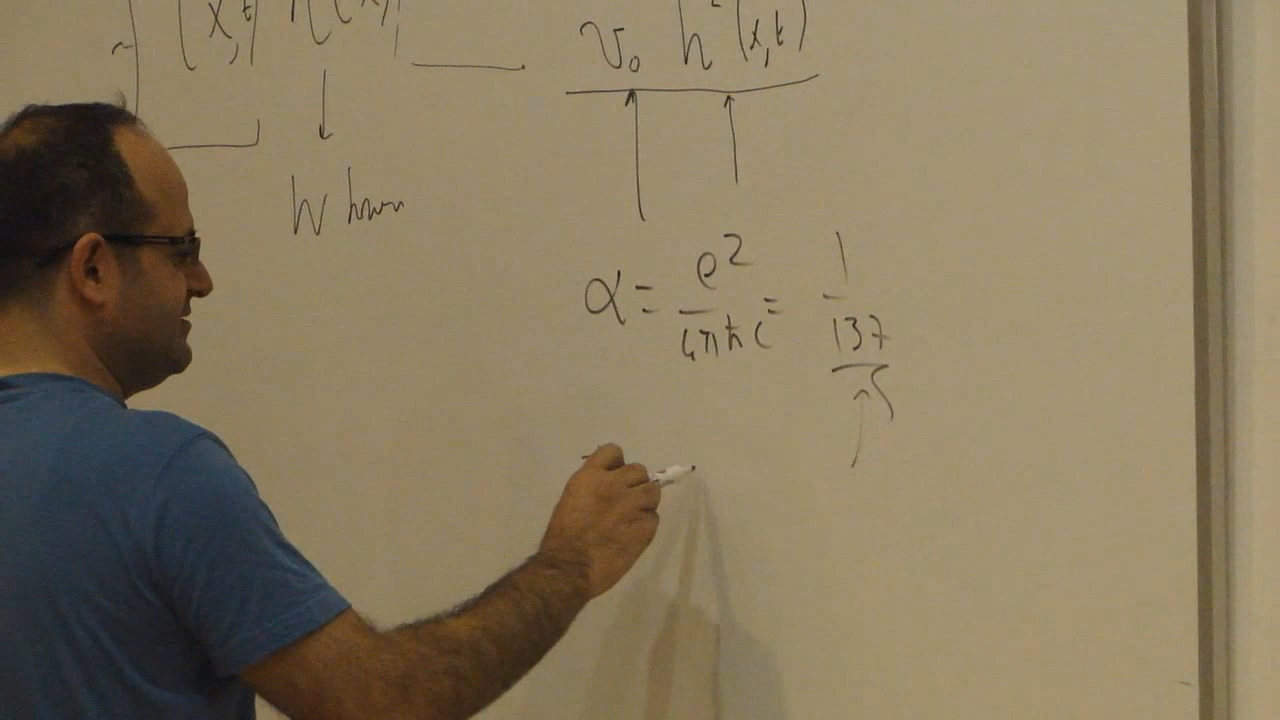 (x,t) h(x)
v₀ h²(x,t)
α = e² / 4πħc = 1 / 137